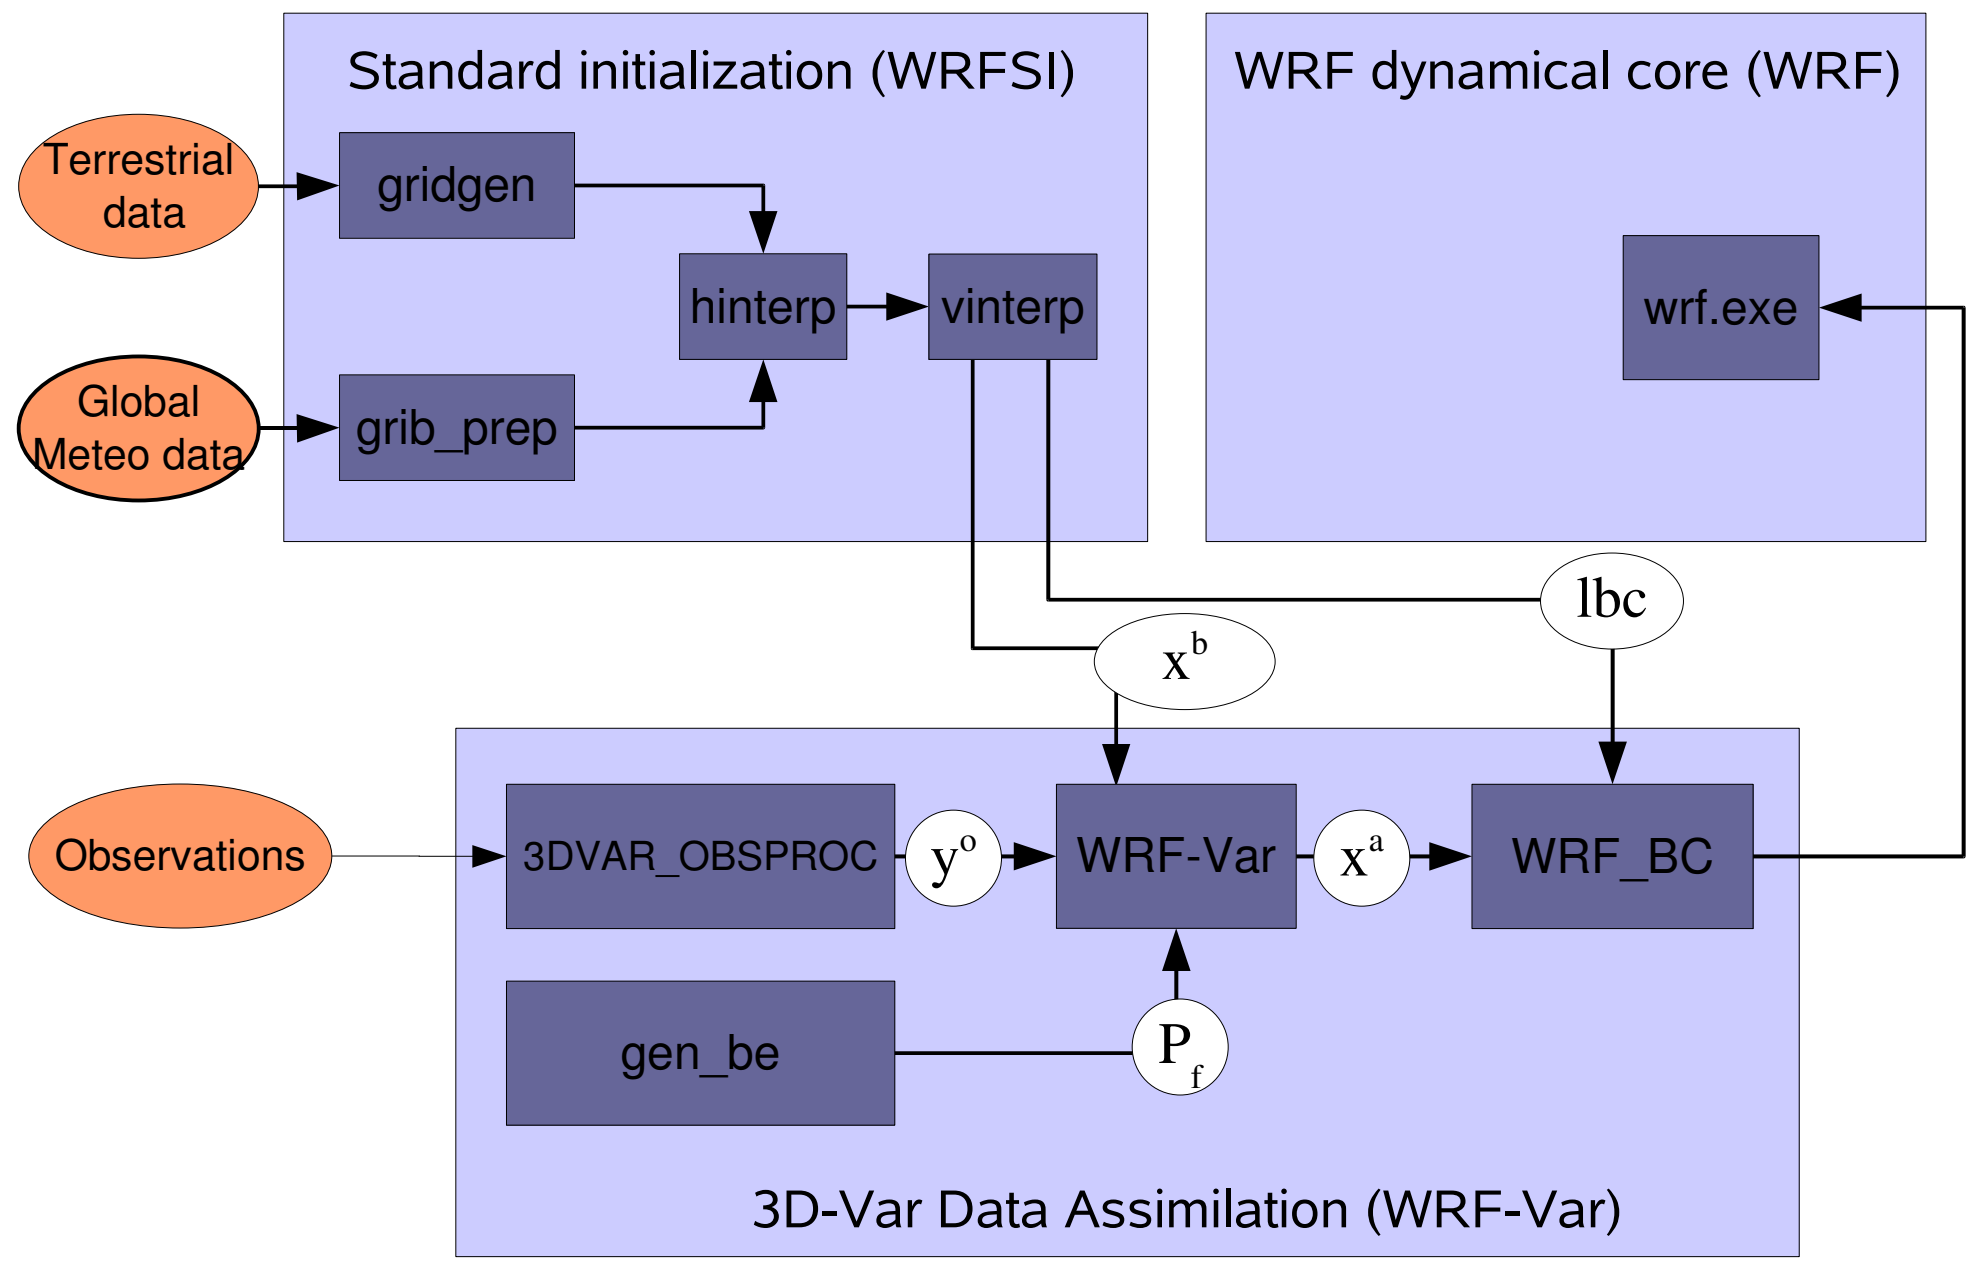 Standard initialization (WRFSI)
WRF dynamical core (WRF)
Terrestrial
data
gridgen
hinterp
vinterp
wrf.exe
Global
Meteo data
grib_prep
lbc
x^b
Observations
3DVAR_OBSPROC
y^o
WRF-Var
x^a
WRF_BC
gen_be
P_f
3D-Var Data Assimilation (WRF-Var)